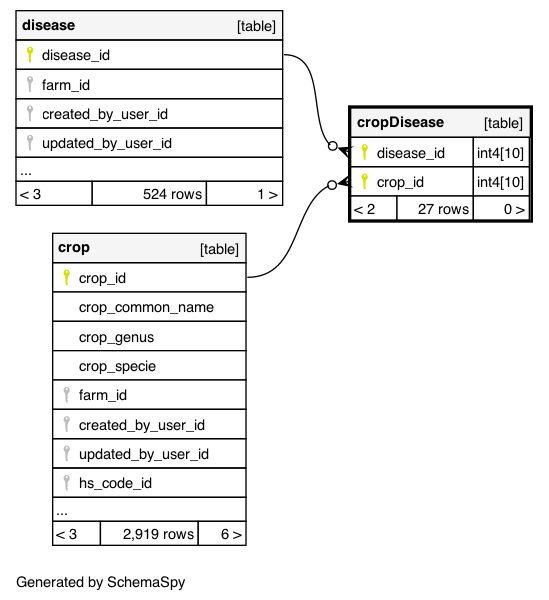 disease [table]
disease_id
farm_id
created_by_user_id
updated_by_user_id
...
< 3 524 rows 1 >
cropDisease [table]
disease_id int4[10]
crop_id int4[10]
< 2 27 rows 0 >
crop [table]
crop_id
crop_common_name
crop_genus
crop_specie
farm_id
created_by_user_id
updated_by_user_id
hs_code_id
...
< 3 2,919 rows 6 >
Generated by SchemaSpy